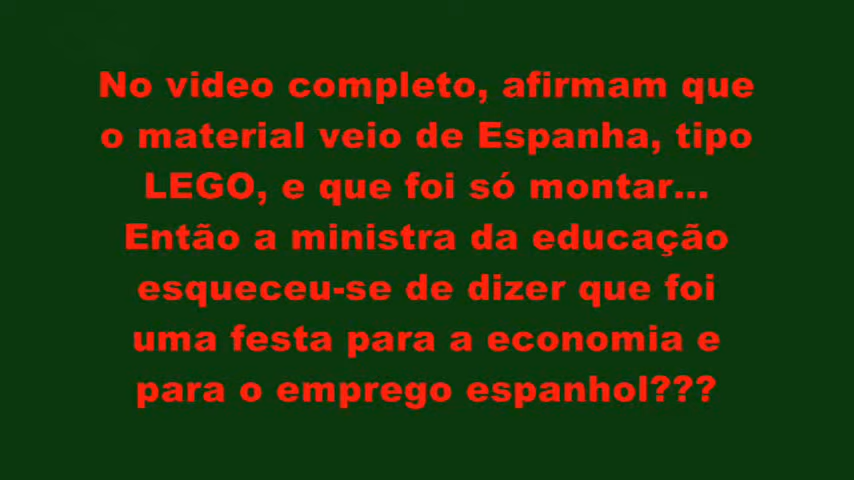 No video completo, afirmam que
o material veio de Espanha, tipo
LEGO, e que foi só montar...
Então a ministra da educação
esqueceu-se de dizer que foi
uma festa para a economia e
para o emprego espanhol???